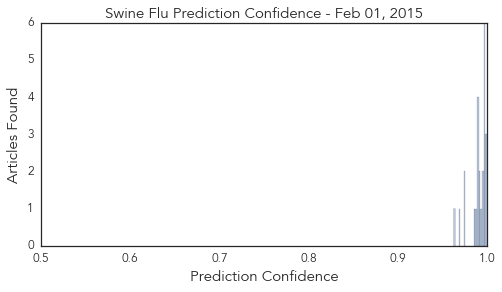 Swine Flu Prediction Confidence - Feb 01, 2015
Articles Found
6
5
4
3
2
1
0
0.5 0.6 0.7 0.8 0.9 1.0
Prediction Confidence